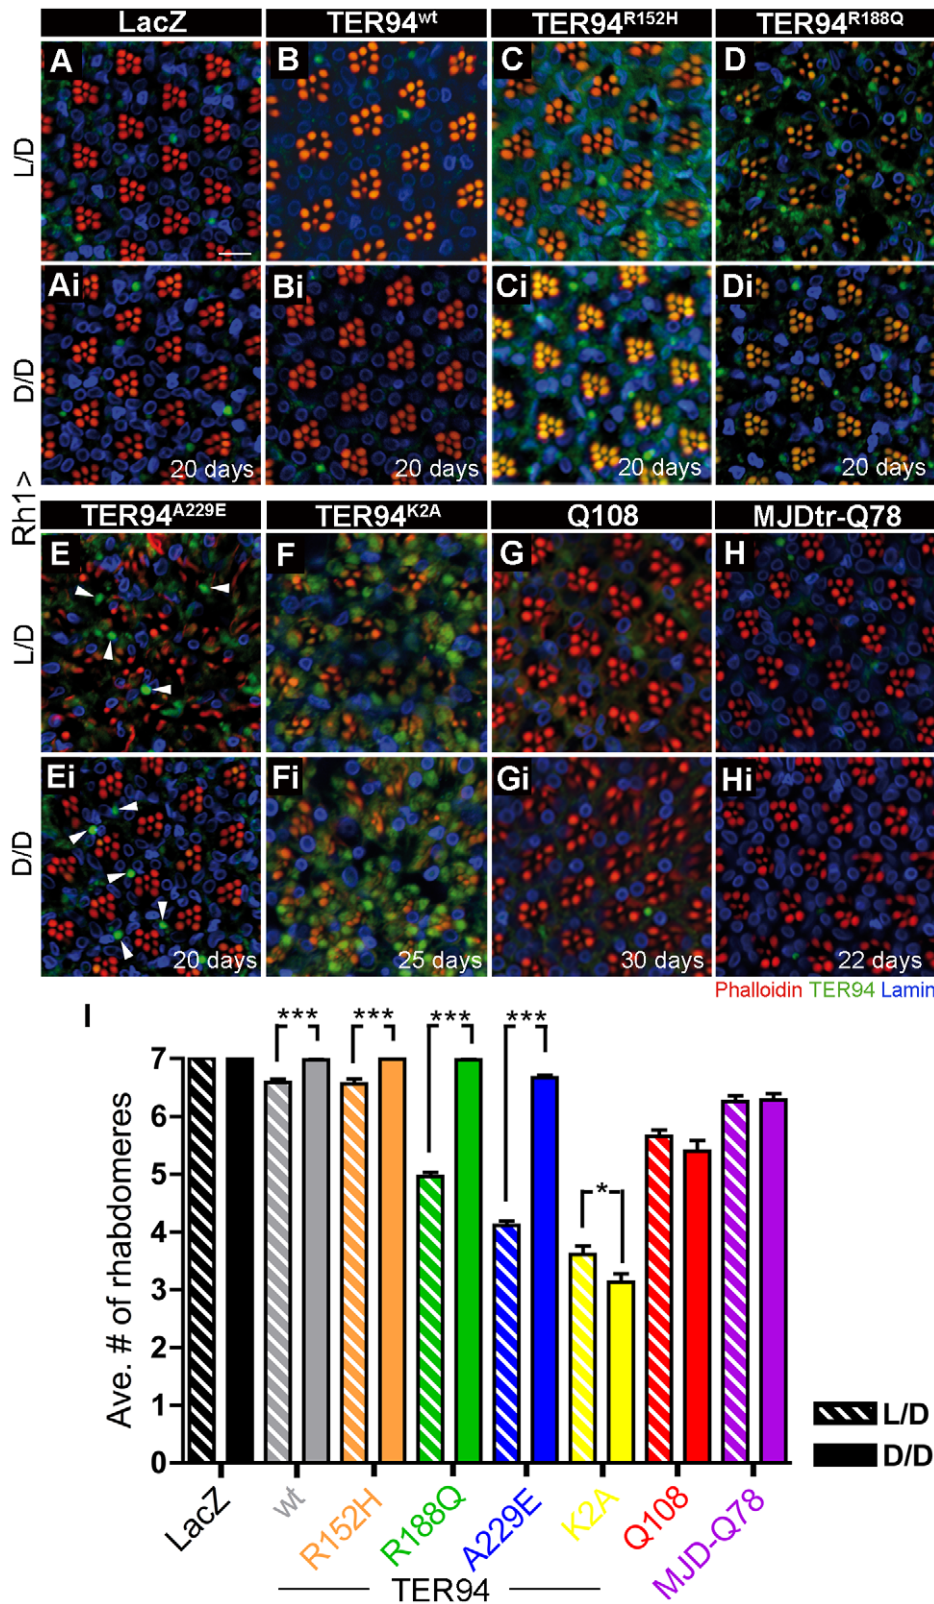 LacZ TER94wt TER94R152H TER94R188Q
L/D A B C D
D/D Ai Bi Ci Di
20 days 20 days 20 days 20 days
Rh1>
TER94A229E TER94K2A Q108 MJDtr-Q78
L/D E F G H
D/D Ei Fi Gi Hi
20 days 25 days 30 days 22 days
Phalloidin TER94 Lamin
I
*** *** *** ***
*
Ave. # of rhabdomeres
7
6
5
4
3
2
1
0
L/D
D/D
LacZ wt R152H R188Q A229E K2A Q108 MJD-Q78
TER94